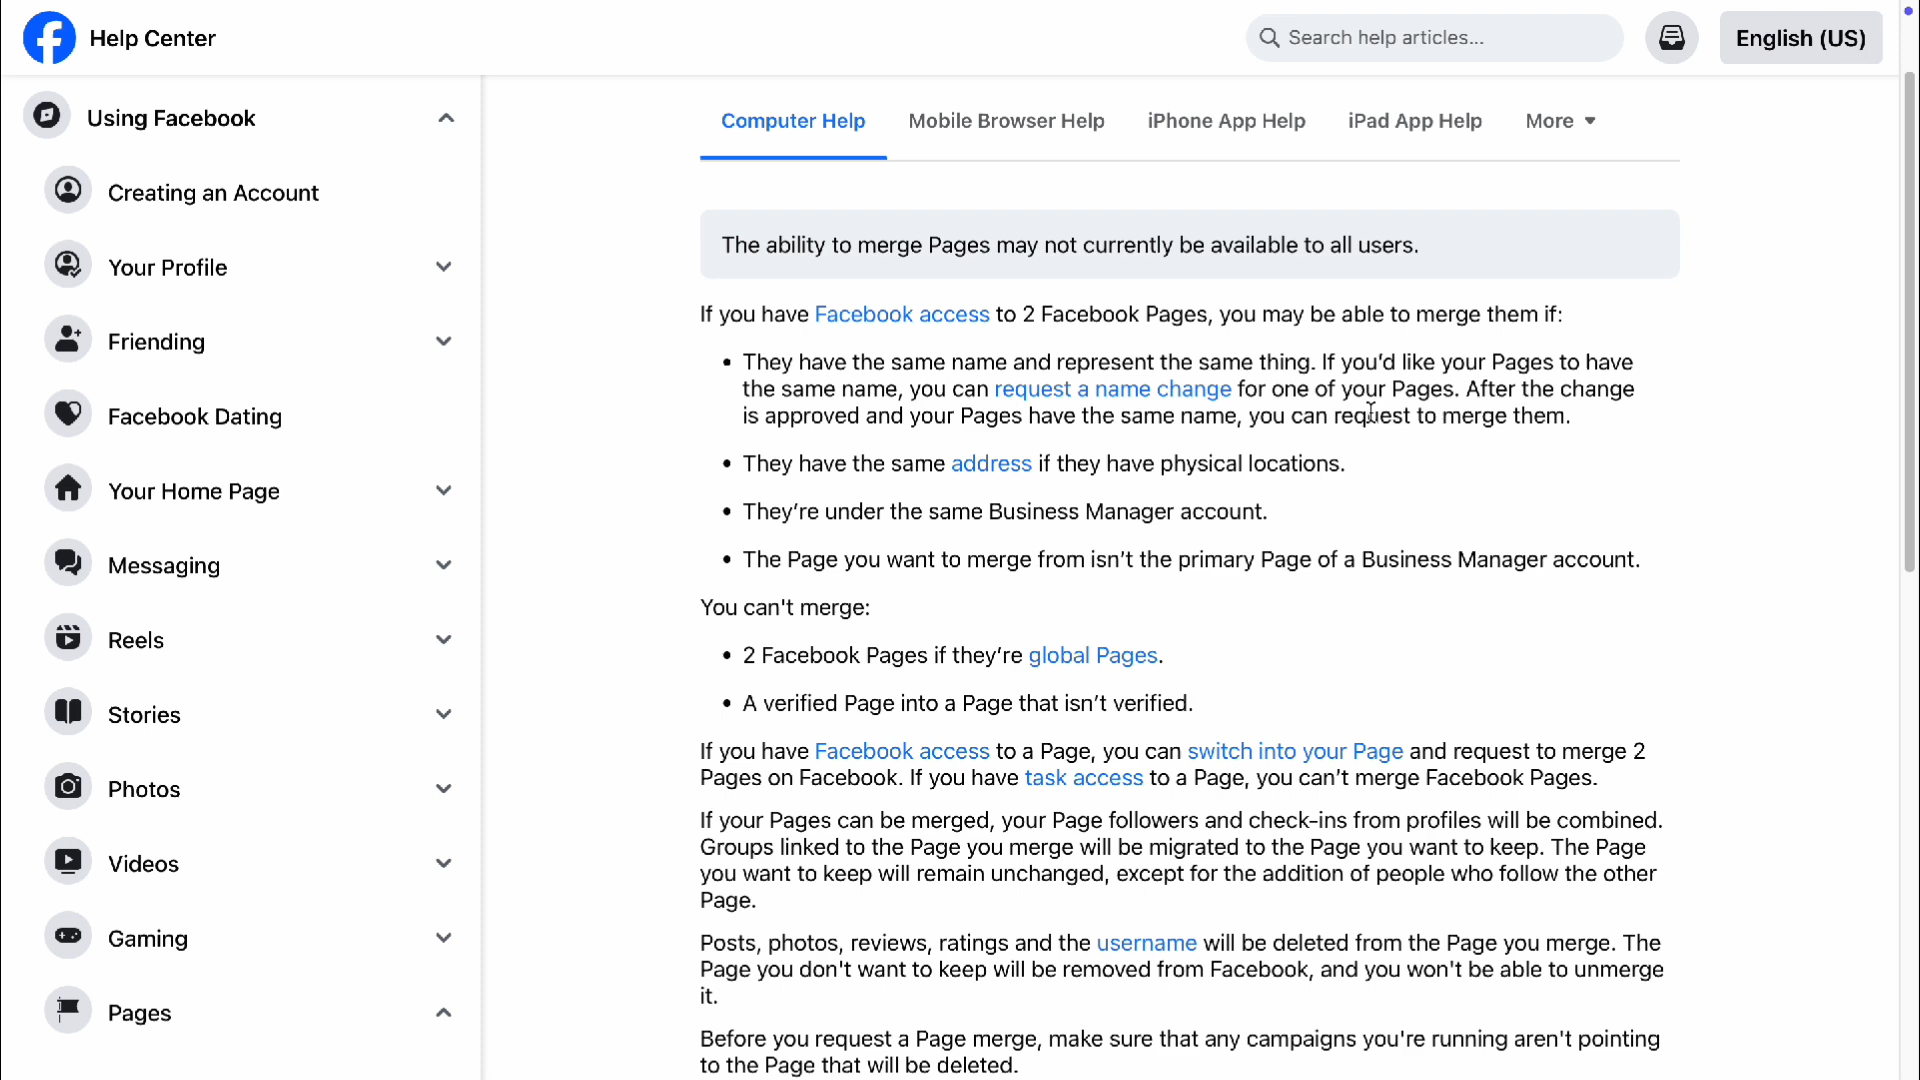 Help Center
Search help articles...
English (US)
Using Facebook
Creating an Account
Your Profile
Friending
Facebook Dating
Your Home Page
Messaging
Reels
Stories
Photos
Videos
Gaming
Pages
Computer Help
Mobile Browser Help
iPhone App Help
iPad App Help
More
The ability to merge Pages may not currently be available to all users.
If you have Facebook access to 2 Facebook Pages, you may be able to merge them if:
• They have the same name and represent the same thing. If you’d like your Pages to have
the same name, you can request a name change for one of your Pages. After the change
is approved and your Pages have the same name, you can request to merge them.
• They have the same address if they have physical locations.
• They’re under the same Business Manager account.
• The Page you want to merge from isn’t the primary Page of a Business Manager account.
You can't merge:
• 2 Facebook Pages if they’re global Pages.
• A verified Page into a Page that isn’t verified.
If you have Facebook access to a Page, you can switch into your Page and request to merge 2
Pages on Facebook. If you have task access to a Page, you can’t merge Facebook Pages.
If your Pages can be merged, your Page followers and check-ins from profiles will be combined.
Groups linked to the Page you merge will be migrated to the Page you want to keep. The Page
you want to keep will remain unchanged, except for the addition of people who follow the other
Page.
Posts, photos, reviews, ratings and the username will be deleted from the Page you merge. The
Page you don't want to keep will be removed from Facebook, and you won't be able to unmerge
it.
Before you request a Page merge, make sure that any campaigns you're running aren't pointing
to the Page that will be deleted.